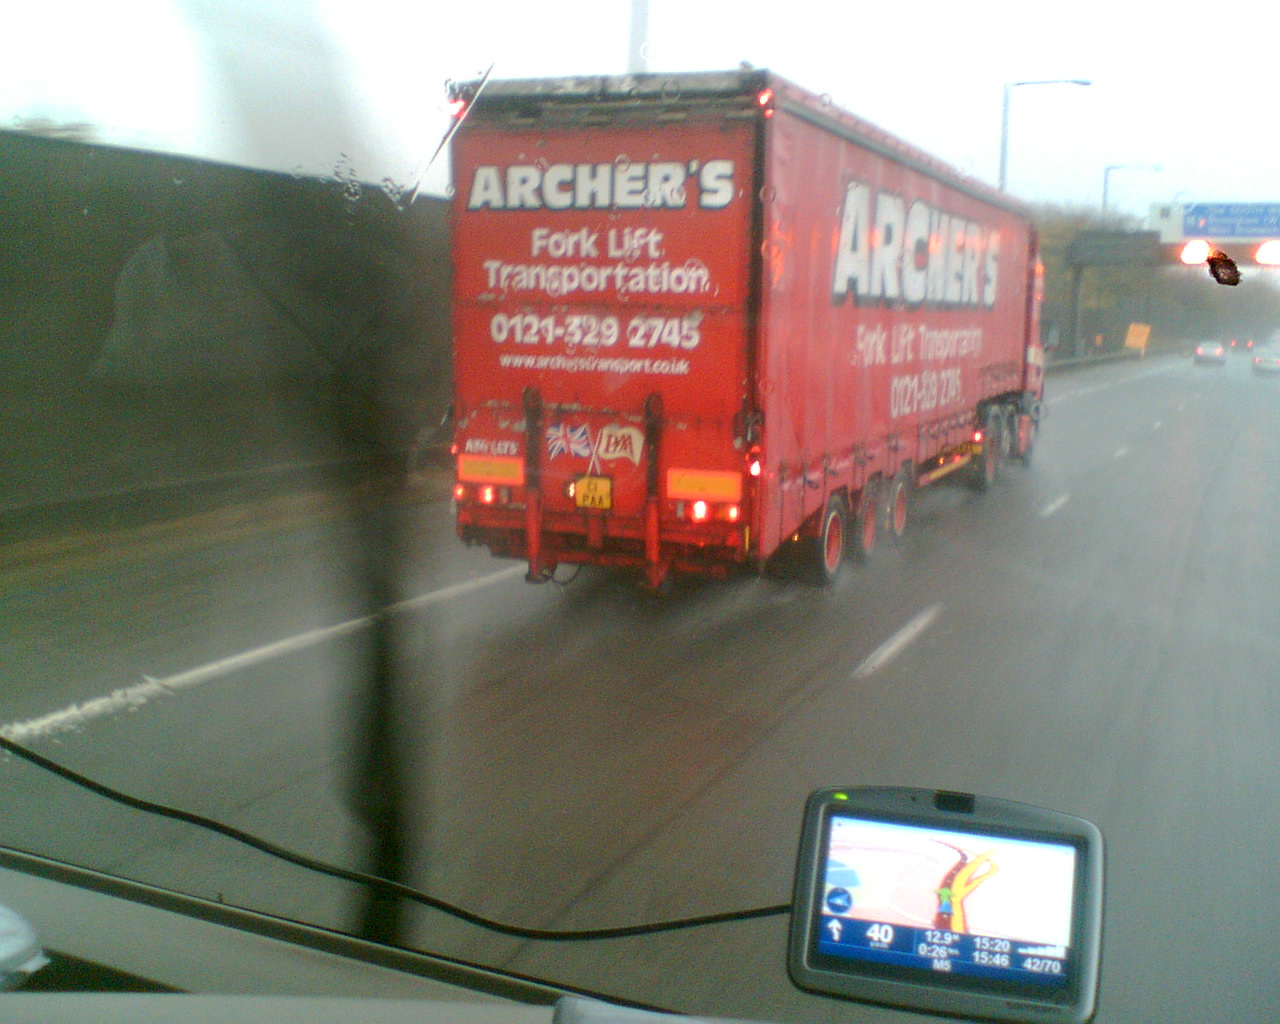 ARCHER'S
Fork Lift
Transportation
0121-329 2745
www.archerstransport.co.uk
ARCHER'S
Fork Lift Transportation
0121-329 2745
PAA
40
12.9
15:20
0:26
15:46
42/70
M5